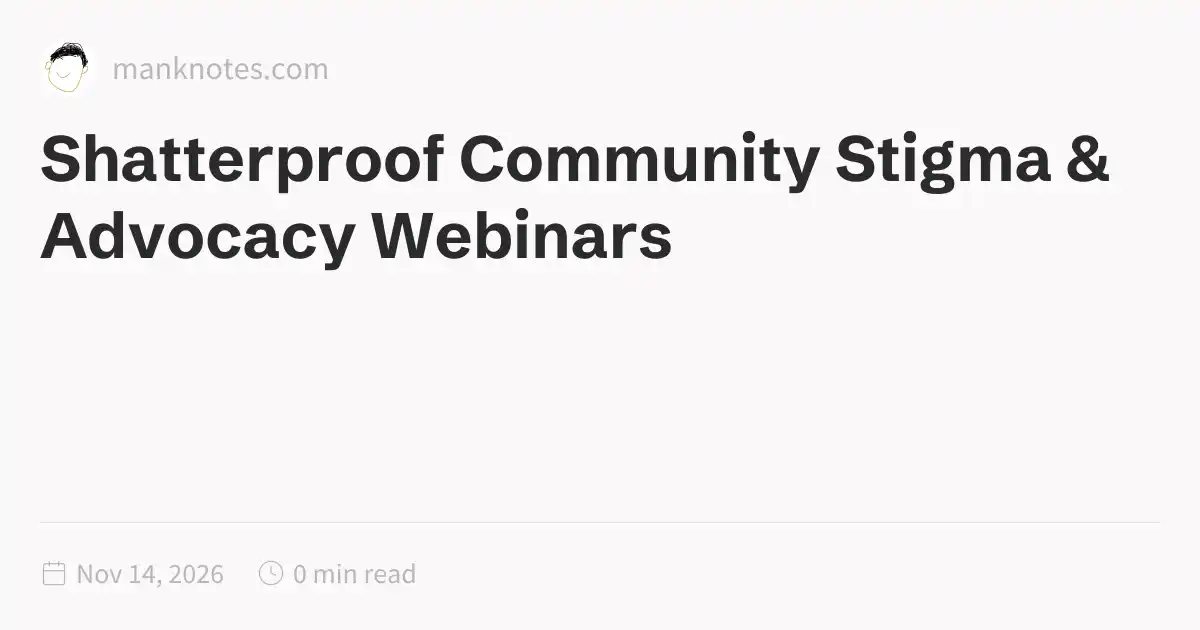 manknotes.com
Shatterproof Community Stigma &
Advocacy Webinars
Nov 14, 2026 0 min read